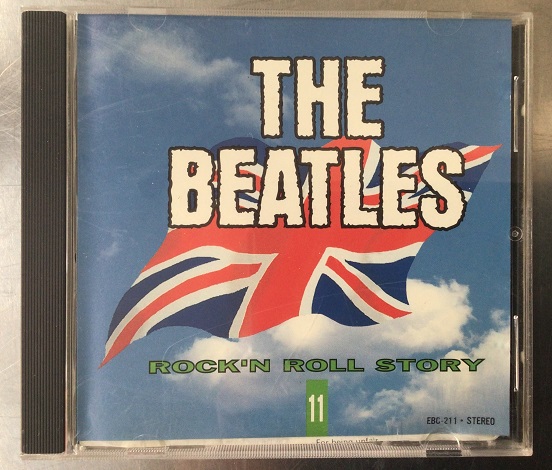 THE
BEATLES
ROCK'N ROLL STORY
11
EBC-211 • STEREO